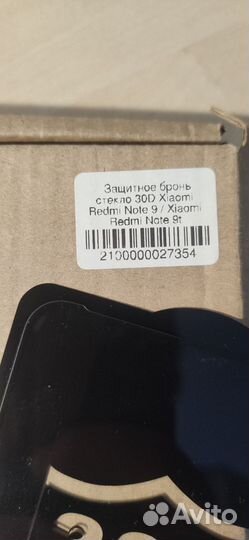 Защитное бронь
стекло 30D Xiaomi
Redmi Note 9 / Xiaomi
Redmi Note 9t
2100000027354
Avito